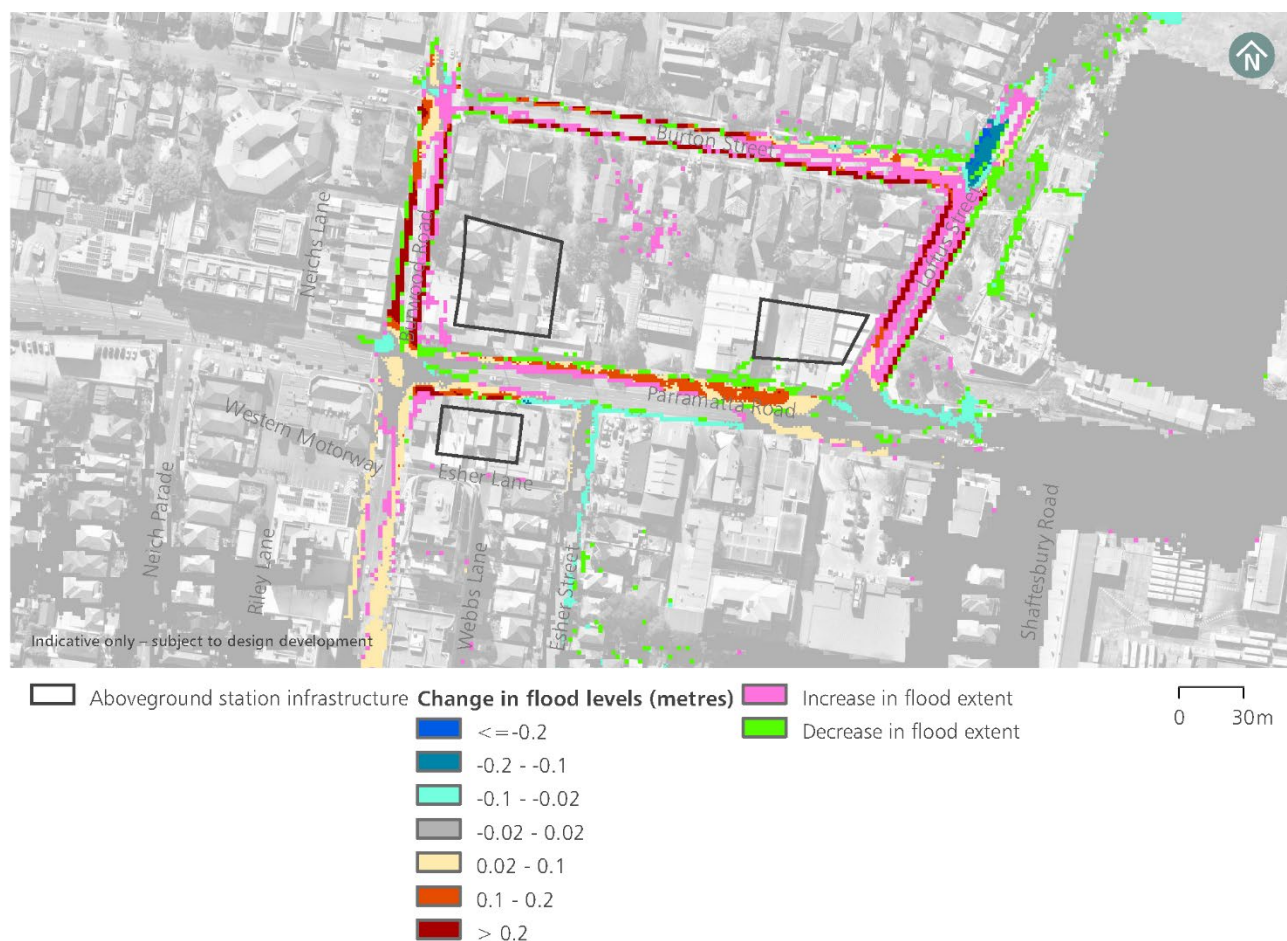 N
Burton Street
Neichs Lane
Burwood Road
Loftus Street
Parramatta Road
Western Motorway
Esher Lane
Neich Parade
Riley Lane
Webbs Lane
Esher Street
Shaftesbury Road
Indicative only – subject to design development
Aboveground station infrastructure
Change in flood levels (metres)
<=-0.2
-0.2 - -0.1
-0.1 - -0.02
-0.02 - 0.02
0.02 - 0.1
0.1 - 0.2
> 0.2
Increase in flood extent
Decrease in flood extent
0 30m